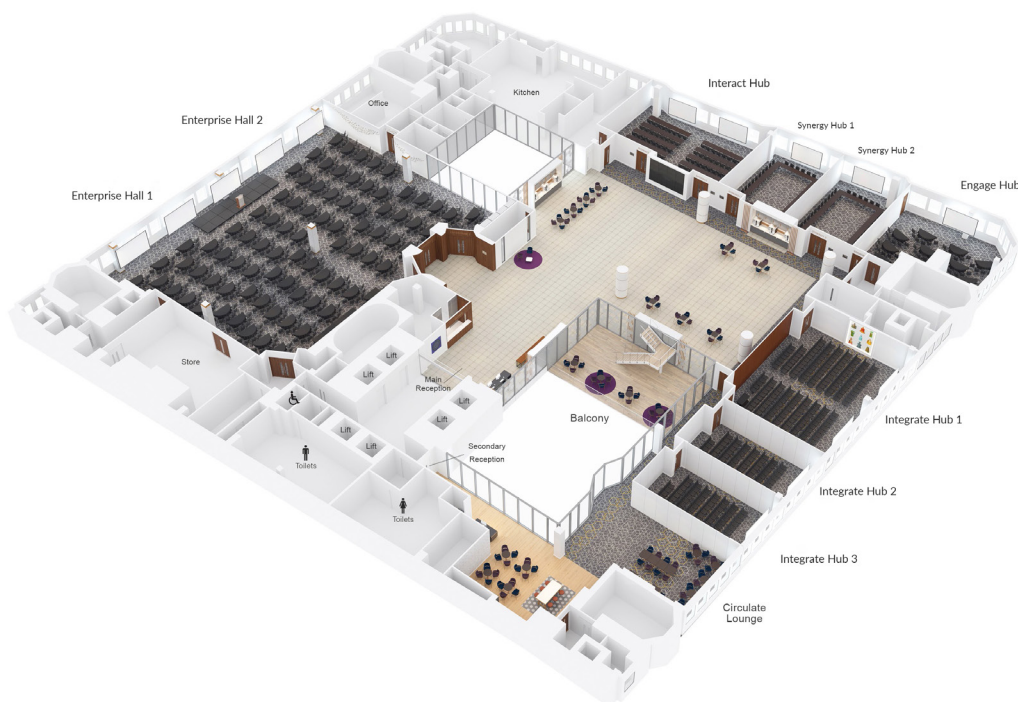 Interact Hub
Kitchen
Office
Enterprise Hall 2
Synergy Hub 1
Synergy Hub 2
Engage Hub
Enterprise Hall 1
Store
Lift
Lift
Main
Reception
Lift
Lift
Lift
Lift
Balcony
Integrate Hub 1
Secondary
Reception
Toilets
Toilets
Integrate Hub 2
Integrate Hub 3
Circulate
Lounge